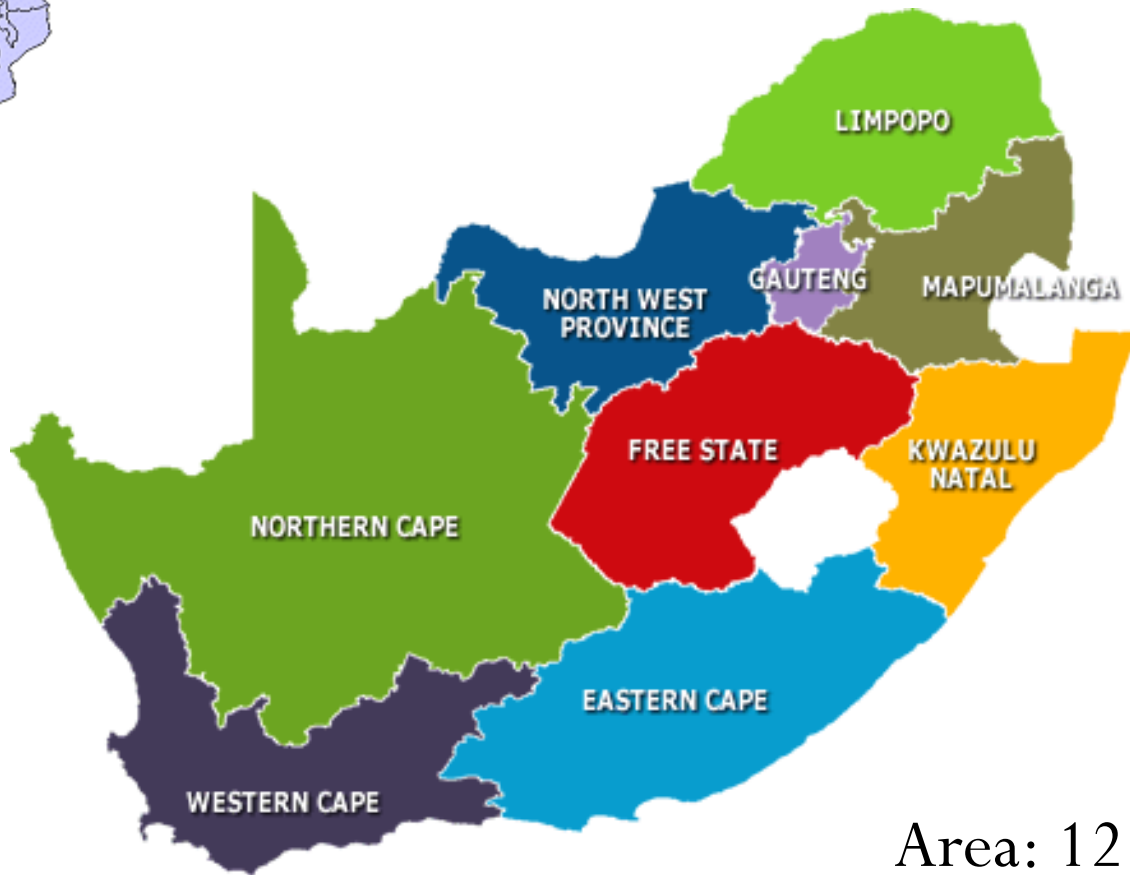 LIMPOPO
GAUTENG
MAPUMALANGA
NORTH WEST
PROVINCE
FREE STATE
KWAZULU
NATAL
NORTHERN CAPE
EASTERN CAPE
WESTERN CAPE
Area: 12